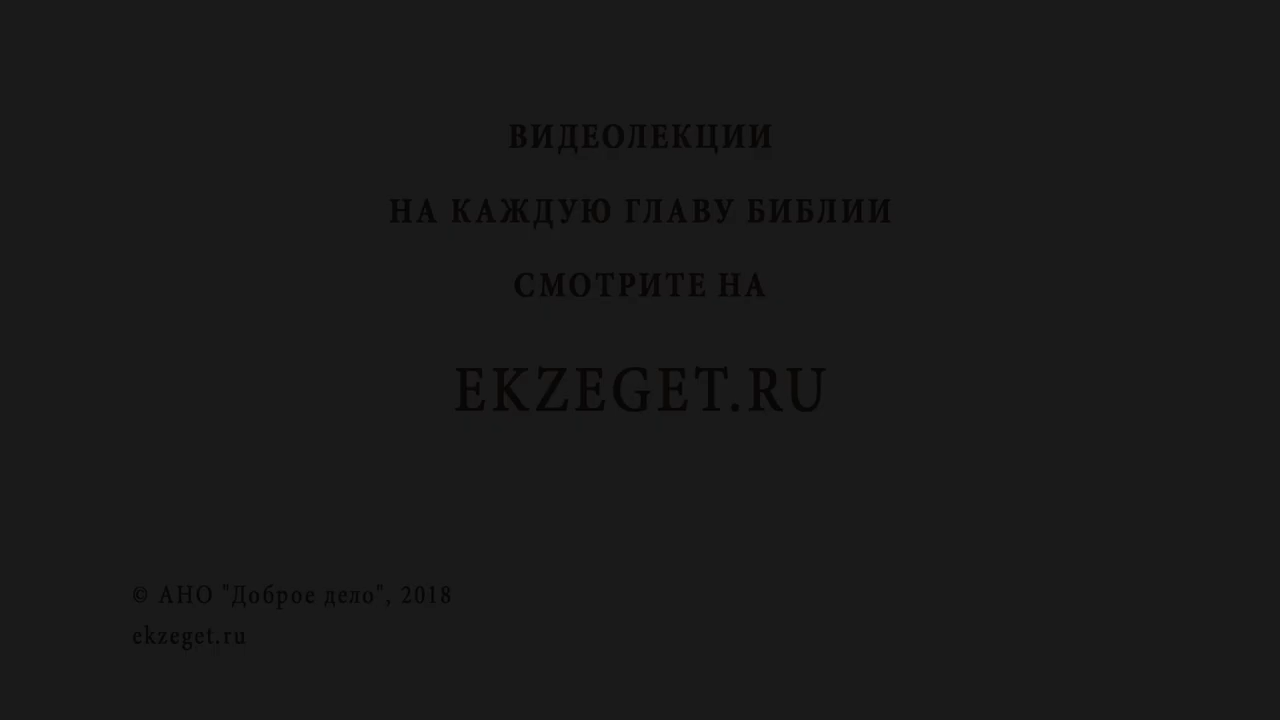 ВИДЕОЛЕКЦИИ
НА КАЖДУЮ ГЛАВУ БИБЛИИ
СМОТРИТЕ НА
EKZEGET.RU
© АНО "Доброе дело", 2018
ekzeget.ru